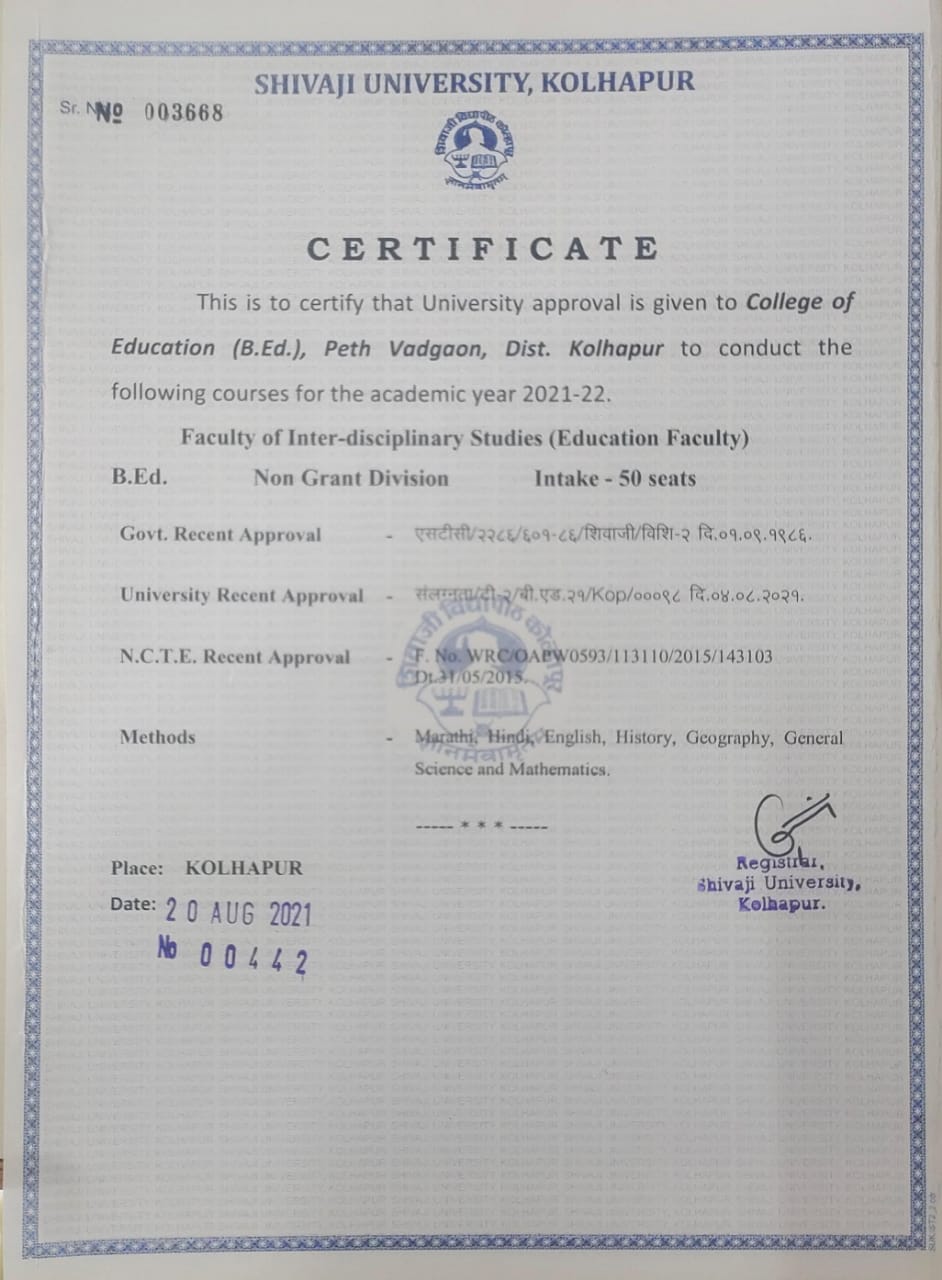 SHIVAJI UNIVERSITY, KOLHAPUR
Sr. N№ 003668
शिवाजी विद्यापीठ कोल्हापूर
ज्ञानमेवामृतम्
CERTIFICATE
This is to certify that University approval is given to College of
Education (B.Ed.), Peth Vadgaon, Dist. Kolhapur to conduct the
following courses for the academic year 2021-22.
Faculty of Inter-disciplinary Studies (Education Faculty)
B.Ed. Non Grant Division Intake - 50 seats
Govt. Recent Approval - एसटीसी/२२८६/६०१-८६/शिवाजी/विशि-२ दि.०१.०९.१९८६.
University Recent Approval - संलग्नता/टी-२/बी.एड.२१/Kop/०००९८ दि.०४.०८.२०२१.
शिवाजी विद्यापीठ कोल्हापूर
N.C.T.E. Recent Approval - F. No. WRC/OAPW0593/113110/2015/143103
Dt.31/05/2015.
Methods - Marathi, Hindi, English, History, Geography, General
ज्ञानमेवामृतम्
Science and Mathematics.
----- * * * -----
Registrar,
Place: KOLHAPUR
Shivaji University,
Date: 20 AUG 2021
Kolhapur.
No 00442